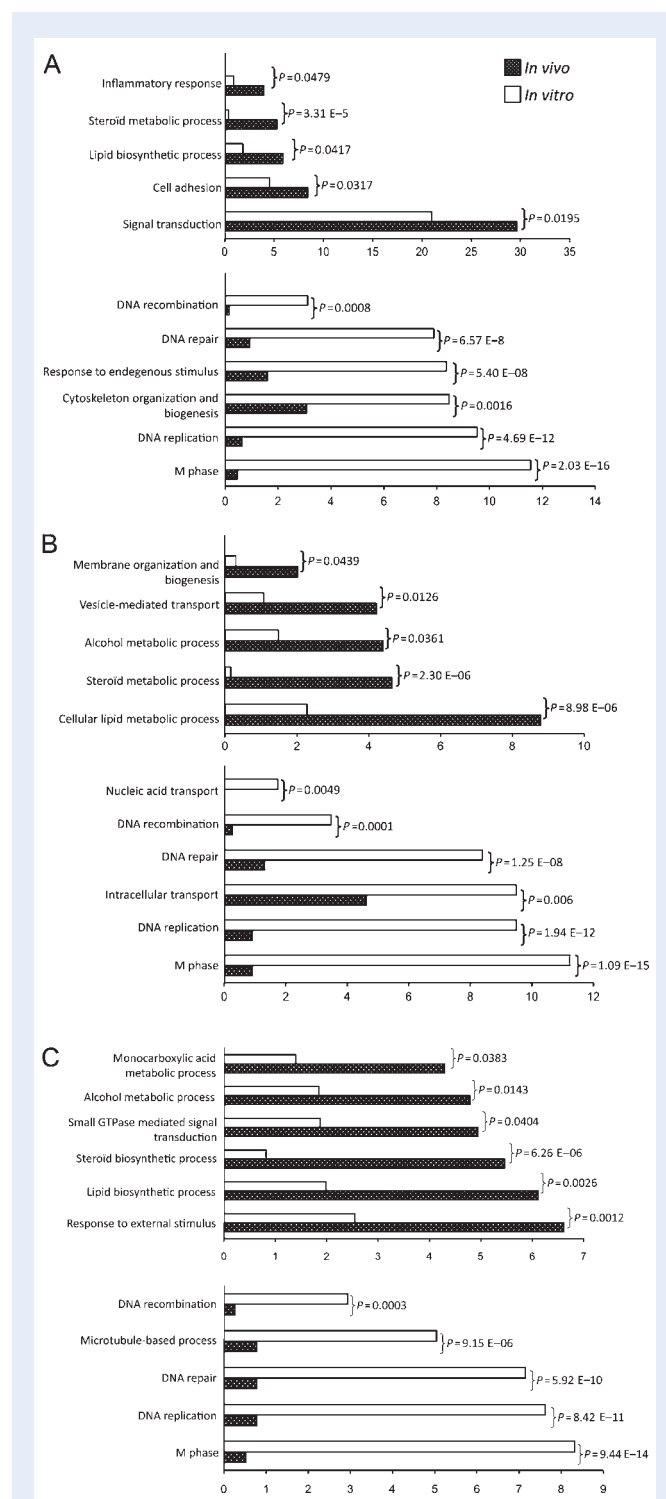 A
In vivo
In vitro
Inflammatory response
P=0.0479
Steroïd metabolic process
P=3.31 E-5
Lipid biosynthetic process
P=0.0417
Cell adhesion
P=0.0317
Signal transduction
P=0.0195
0 5 10 15 20 25 30 35
DNA recombination
P=0.0008
DNA repair
P=6.57 E-8
Response to endegenous stimulus
P=5.40 E-08
Cytoskeleton organization and
biogenesis
P=0.0016
DNA replication
P=4.69 E-12
M phase
P=2.03 E-16
0 2 4 6 8 10 12 14
B
Membrane organization and
biogenesis
P=0.0439
Vesicle-mediated transport
P=0.0126
Alcohol metabolic process
P=0.0361
Steroïd metabolic process
P=2.30 E-06
Cellular lipid metabolic process
P=8.98 E-06
0 2 4 6 8 10
Nucleic acid transport
P=0.0049
DNA recombination
P=0.0001
DNA repair
P=1.25 E-08
Intracellular transport
P=0.006
DNA replication
P=1.94 E-12
M phase
P=1.09 E-15
0 2 4 6 8 10 12
C
Monocarboxylic acid
metabolic process
P=0.0383
Alcohol metabolic process
P=0.0143
Small GTPase mediated signal
transduction
P=0.0404
Steroïd biosynthetic process
P=6.26 E-06
Lipid biosynthetic process
P=0.0026
Response to external stimulus
P=0.0012
0 1 2 3 4 5 6 7
DNA recombination
P=0.0003
Microtubule-based process
P=9.15 E-06
DNA repair
P=5.92 E-10
DNA replication
P=8.42 E-11
M phase
P=9.44 E-14
0 1 2 3 4 5 6 7 8 9